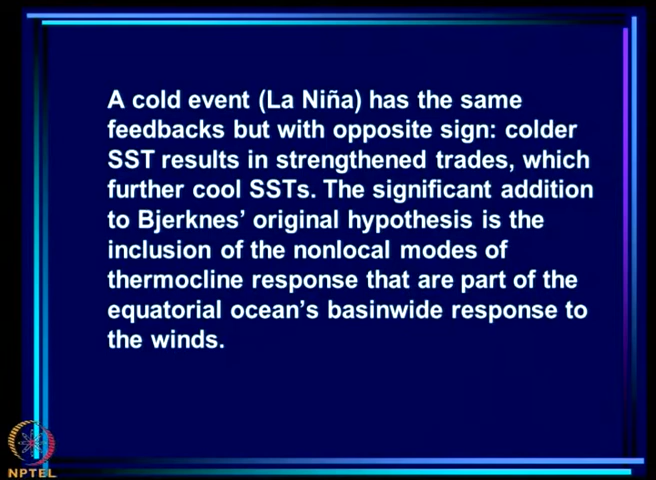 A cold event (La Niña) has the same
feedbacks but with opposite sign: colder
SST results in strengthened trades, which
further cool SSTs. The significant addition
to Bjerknes’ original hypothesis is the
inclusion of the nonlocal modes of
thermocline response that are part of the
equatorial ocean’s basinwide response to
the winds.
NPTEL